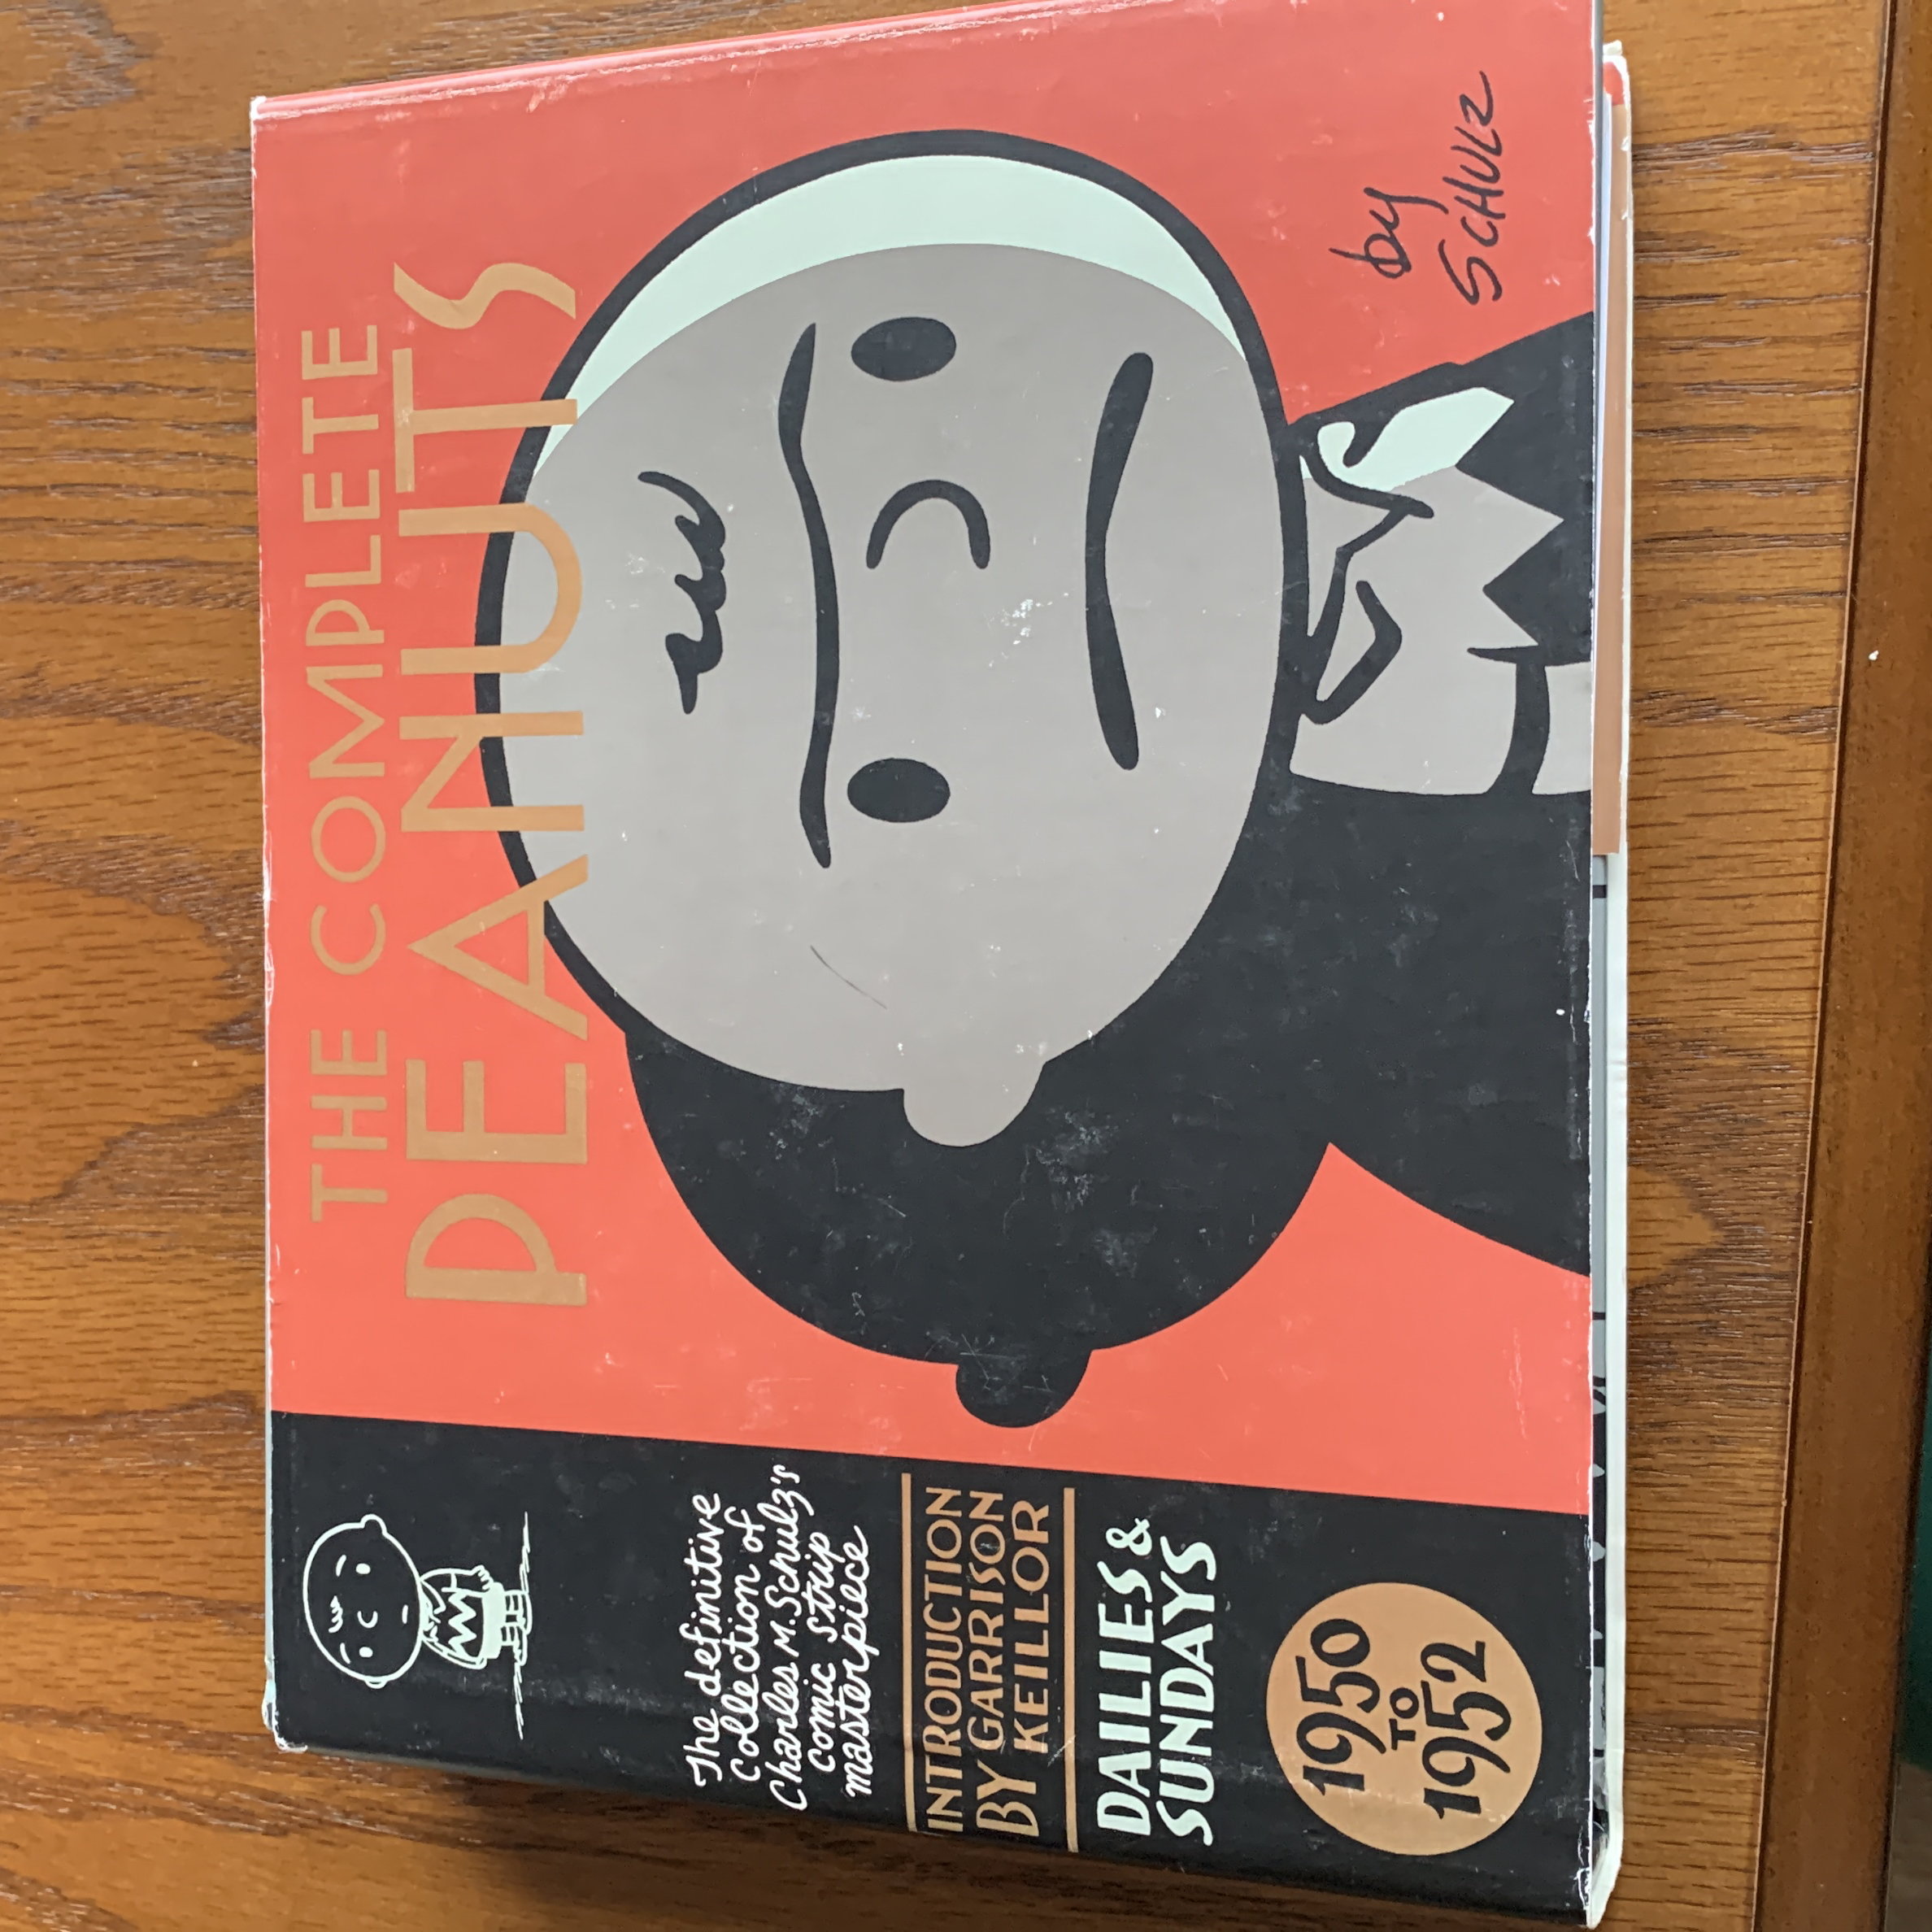 THE COMPLETE
PEANUTS
by
SCHULZ
The definitive
collection of
Charles M. Schulz's
comic strip
masterpiece
INTRODUCTION
BY GARRISON
KEILLOR
DAILIES &
SUNDAYS
1950
TO
1952